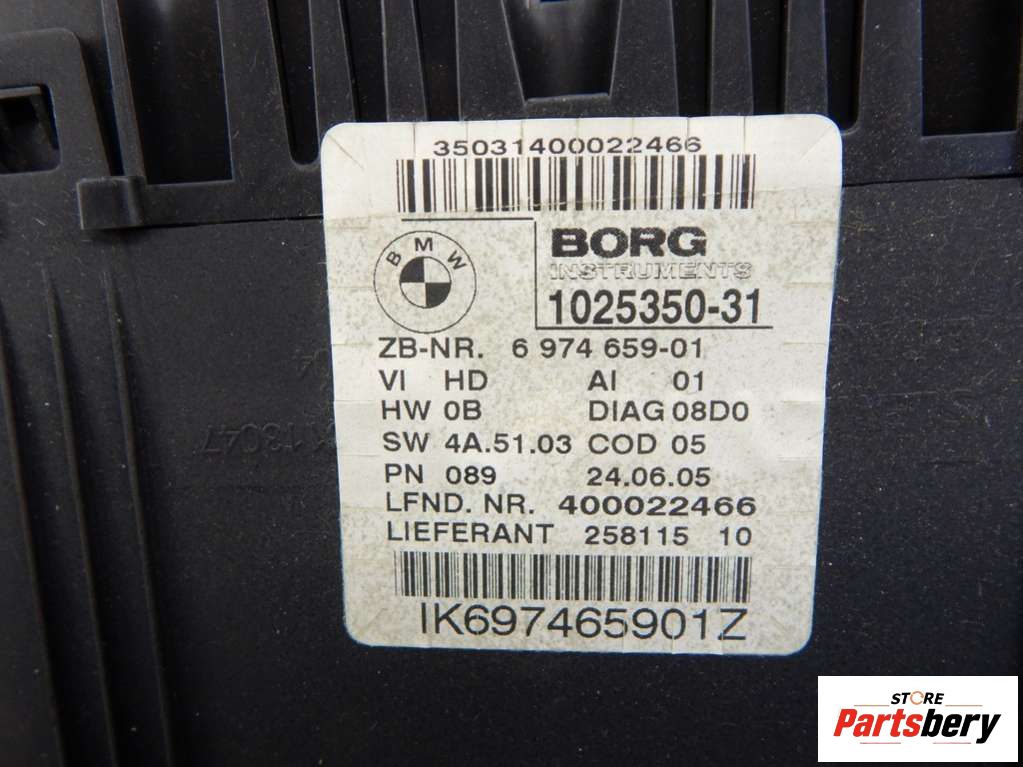 35031400022466
BMW
BORG
INSTRUMENTS
1025350-31
ZB-NR. 6 974 659-01
VI HD AI 01
HW 0B DIAG 08D0
SW 4A.51.03 COD 05
PN 089 24.06.05
LFND. NR. 400022466
LIEFERANT 258115 10
IK697465901Z
STORE
Partsbery